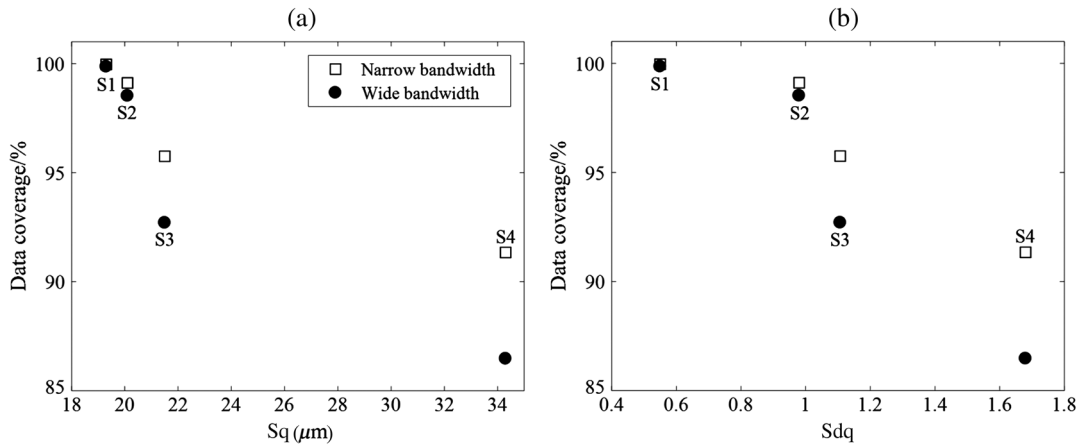 (a)
Data coverage/%
100
95
90
85
S1
S2
S3
S4
Narrow bandwidth
Wide bandwidth
18 20 22 24 26 28 30 32 34
Sq (μm)
(b)
Data coverage/%
100
95
90
85
S1
S2
S3
S4
0.4 0.6 0.8 1 1.2 1.4 1.6 1.8
Sdq